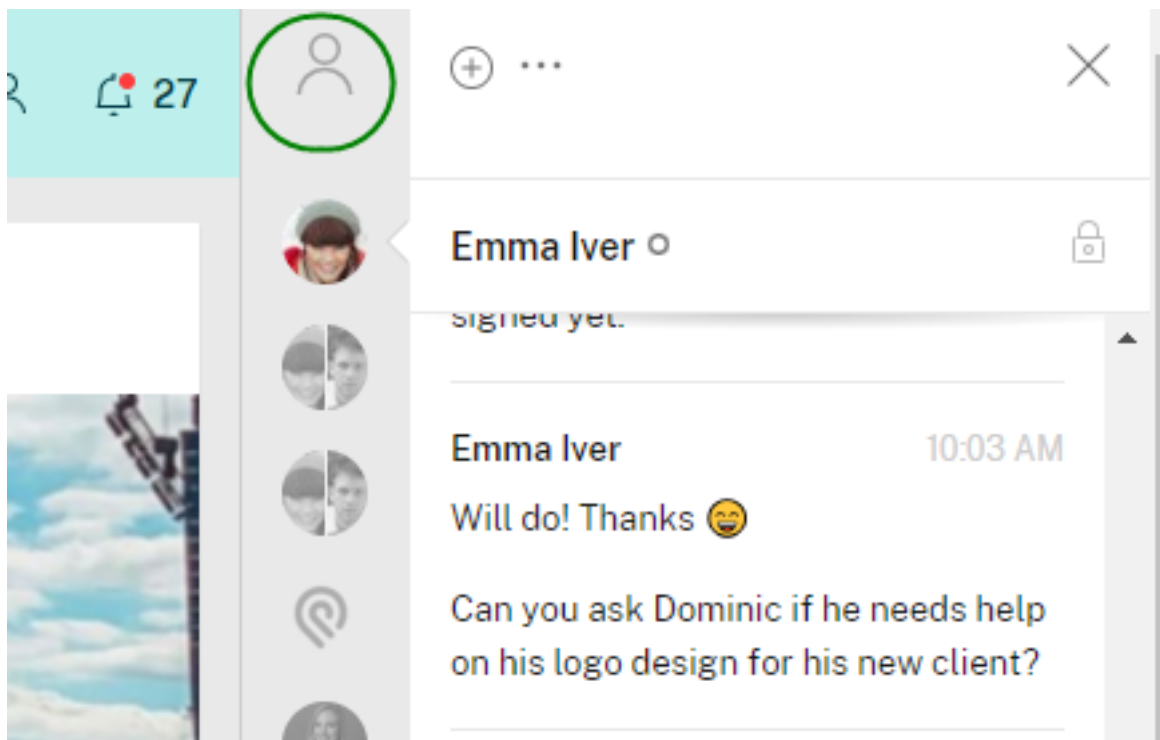 27
Emma Iver
signed yet.
Emma Iver
10:03 AM
Will do! Thanks 😄
Can you ask Dominic if he needs help
on his logo design for his new client?